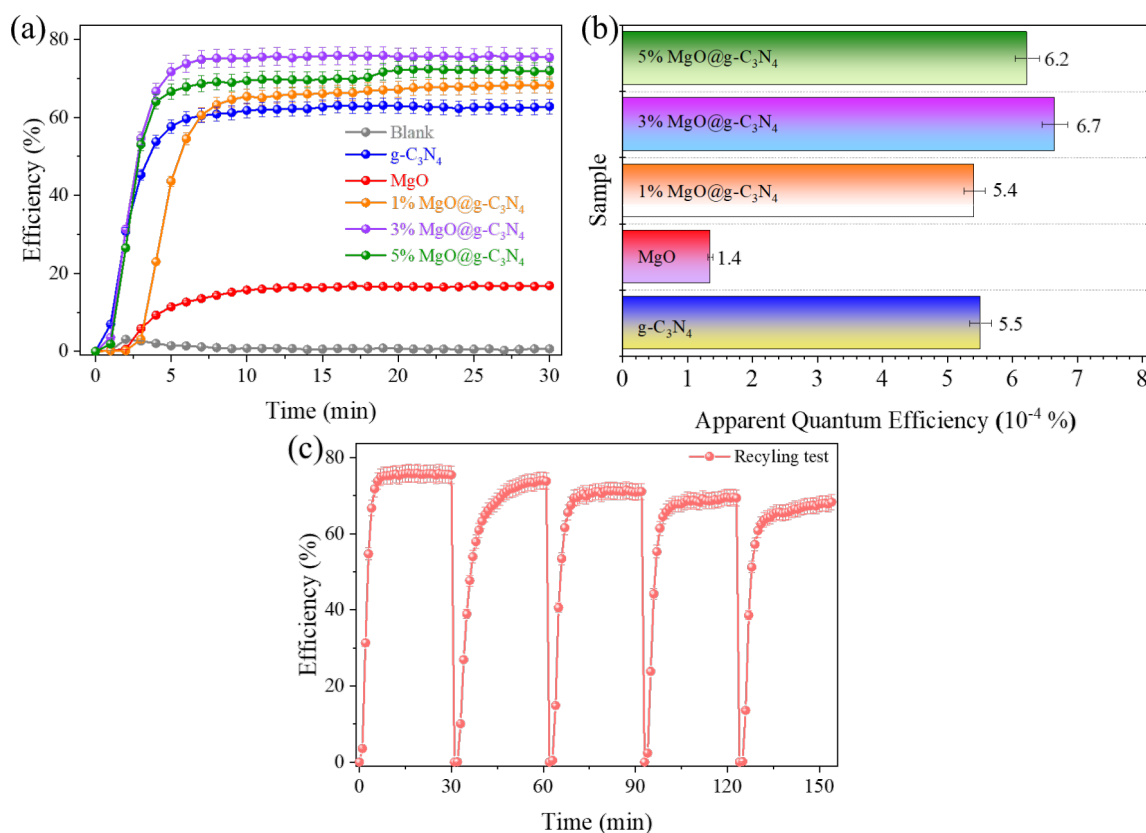 (a)
80
60
40
20
0
Efficiency (%)
Blank
g-C₃N₄
MgO
1% MgO@g-C₃N₄
3% MgO@g-C₃N₄
5% MgO@g-C₃N₄
0 5 10 15 20 25 30
Time (min)
(b)
Sample
5% MgO@g-C₃N₄ 6.2
3% MgO@g-C₃N₄ 6.7
1% MgO@g-C₃N₄ 5.4
MgO 1.4
g-C₃N₄ 5.5
0 1 2 3 4 5 6 7 8
Apparent Quantum Efficiency (10⁻⁴ %)
(c)
80
60
40
20
0
Efficiency (%)
Recyling test
0 30 60 90 120 150
Time (min)